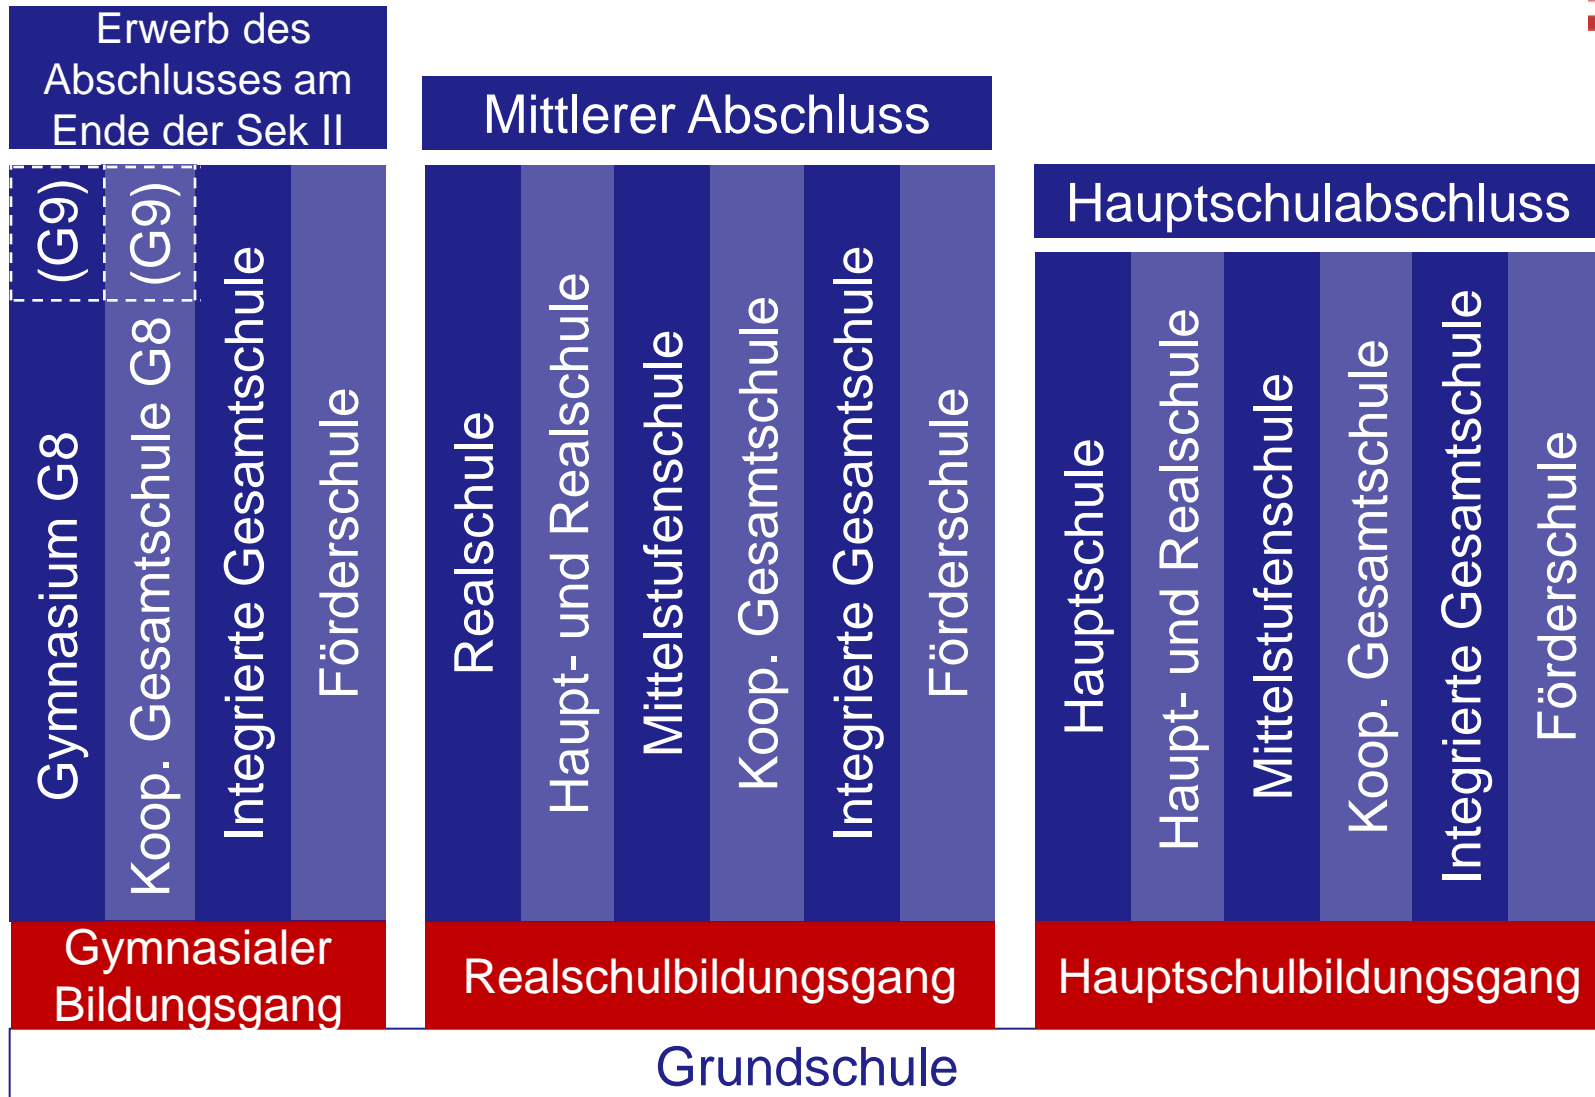 Erwerb des
Abschlusses am
Ende der Sek II
Mittlerer Abschluss
Hauptschulabschluss
Gymnasium G8 (G9)
Koop. Gesamtschule G8 (G9)
Integrierte Gesamtschule
Förderschule
Realschule
Haupt- und Realschule
Mittelstufenschule
Koop. Gesamtschule
Integrierte Gesamtschule
Förderschule
Hauptschule
Haupt- und Realschule
Mittelstufenschule
Koop. Gesamtschule
Integrierte Gesamtschule
Förderschule
Gymnasialer
Bildungsgang
Realschulbildungsgang
Hauptschulbildungsgang
Grundschule